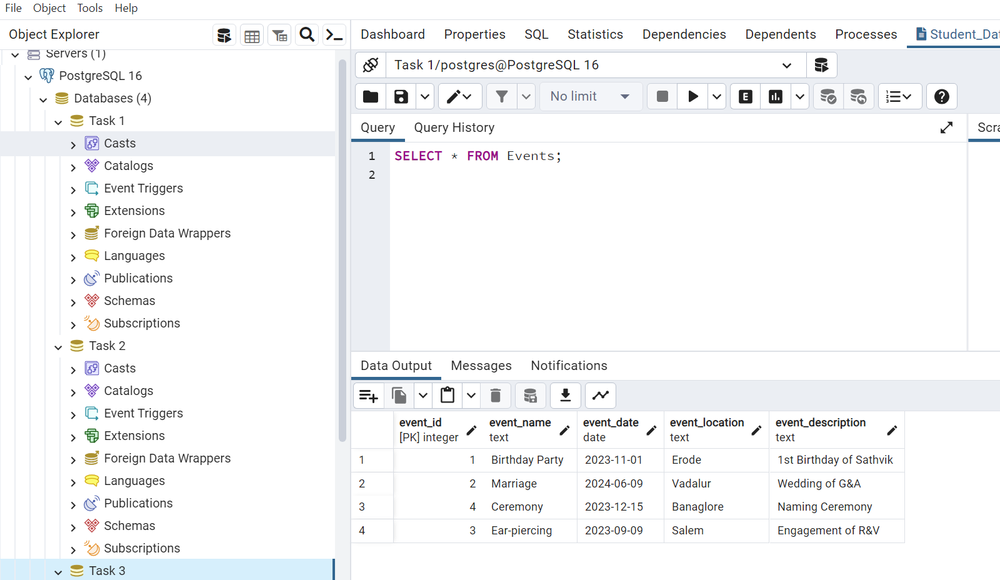 File Object Tools Help
Object Explorer
Servers (1)
PostgreSQL 16
Databases (4)
Task 1
Casts
Catalogs
Event Triggers
Extensions
Foreign Data Wrappers
Languages
Publications
Schemas
Subscriptions
Task 2
Casts
Catalogs
Event Triggers
Extensions
Foreign Data Wrappers
Languages
Publications
Schemas
Subscriptions
Task 3
Dashboard Properties SQL Statistics Dependencies Dependents Processes Student_Dat
Task 1/postgres@PostgreSQL 16
No limit
E
Query Query History Scra
1 SELECT * FROM Events;
2
Data Output Messages Notifications
event_id event_name event_date event_location event_description
[PK] integer text date text text
1 1 Birthday Party 2023-11-01 Erode 1st Birthday of Sathvik
2 2 Marriage 2024-06-09 Vadalur Wedding of G&A
3 4 Ceremony 2023-12-15 Banaglore Naming Ceremony
4 3 Ear-piercing 2023-09-09 Salem Engagement of R&V